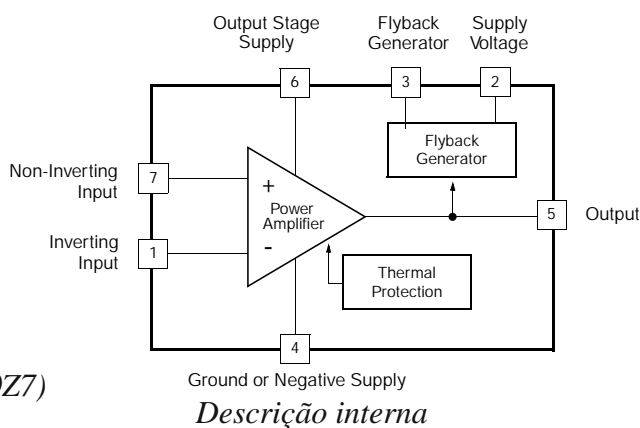 Output Stage
Supply
Flyback
Generator
Supply
Voltage
6
3
2
Flyback
Generator
Non-Inverting
Input
7
+
Power
Amplifier
5
Output
Inverting
Input
1
-
Thermal
Protection
4
Ground or Negative Supply
Z7)
Descrição interna